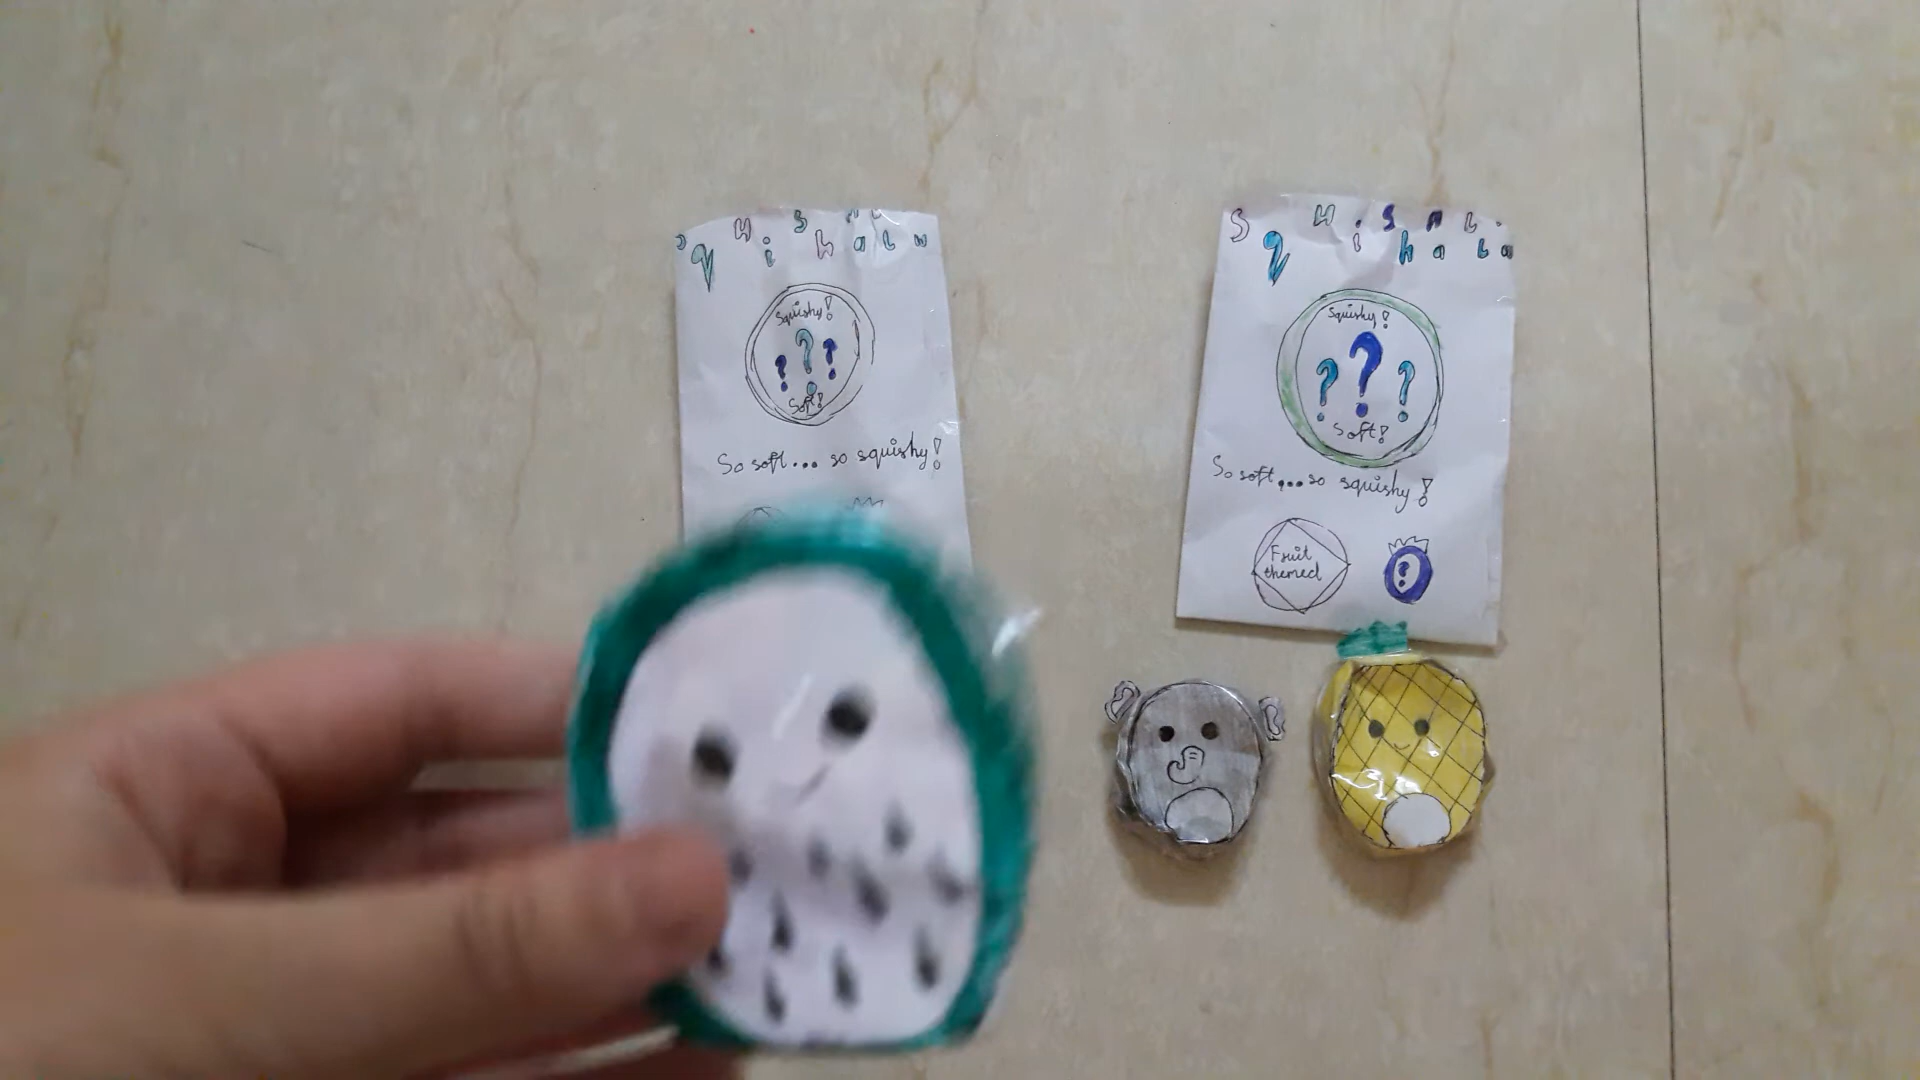 Squishy!
? ? ?
Soft!
So soft... so squishy!
Squishy!
? ? ?
Soft!
So soft... so squishy!
Fruit
themed
?